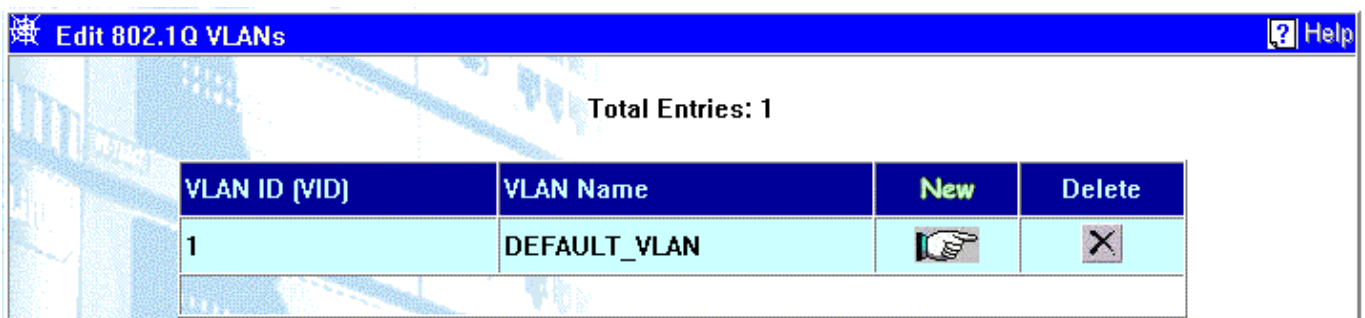 Edit 802.1Q VLANs ? Help
Total Entries: 1
VLAN ID (VID) VLAN Name New Delete
1 DEFAULT_VLAN